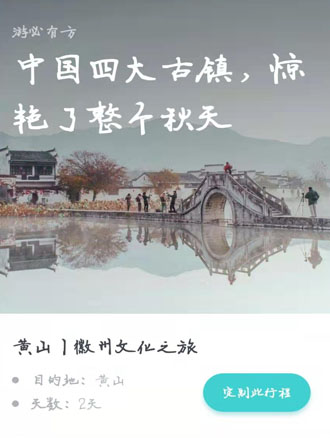 游必有方
中国四大古镇，惊
艳了整个秋天
黄山丨徽州文化之旅
目的地：黄山
天数：2天
定制此行程